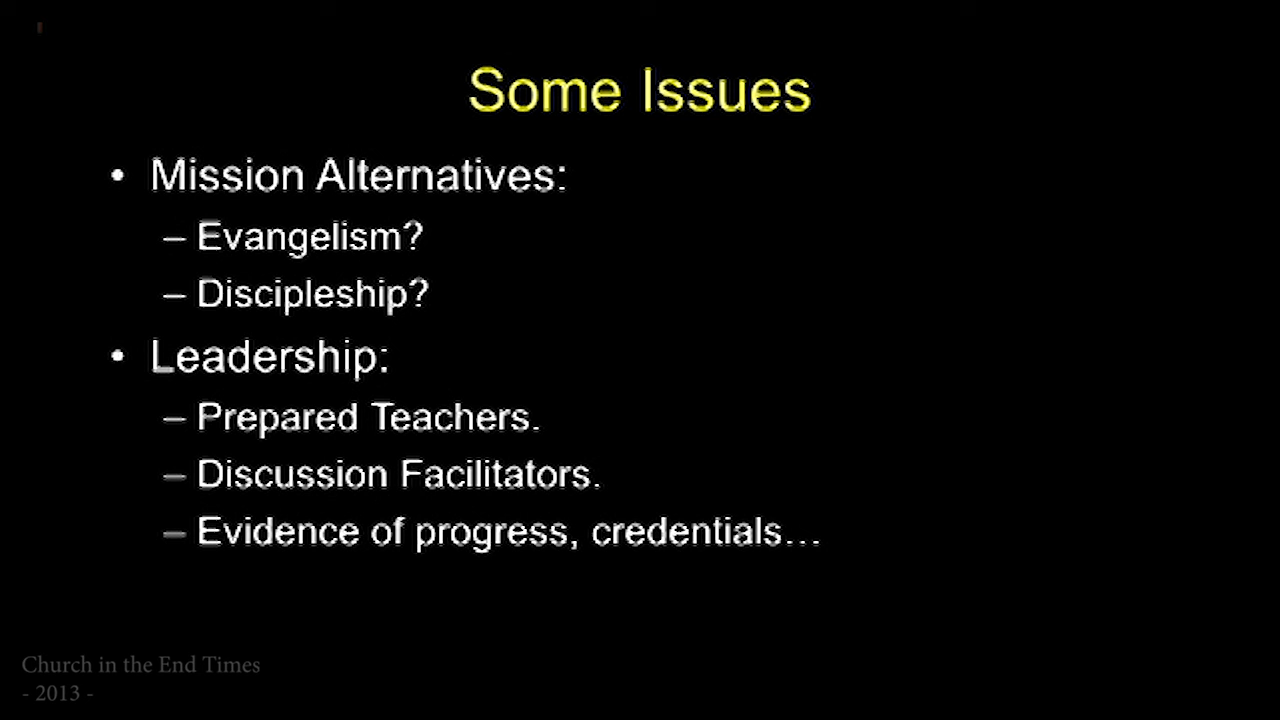 Some Issues
• Mission Alternatives:
– Evangelism?
– Discipleship?
• Leadership:
– Prepared Teachers.
– Discussion Facilitators.
– Evidence of progress, credentials…
Church in the End Times
- 2013 -